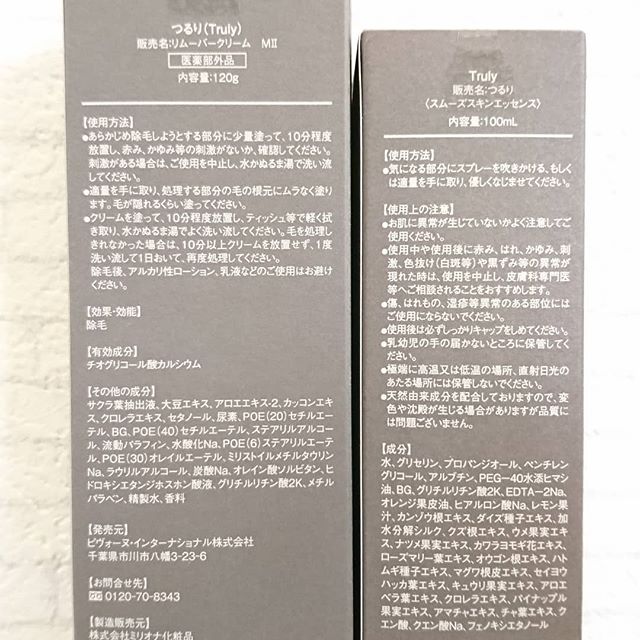 つるり(Truly)
販売名:リムーバークリーム MⅡ
医薬部外品
内容量:120g
【使用方法】
●あらかじめ除毛しようとする部分に少量塗って、10分程度
放置し、赤み、かゆみ等の刺激がないか、確認してください。
刺激がある場合は、ご使用を中止し、水かぬるま湯で洗い流
してください。
●適量を手に取り、処理する部分の毛の根元にムラなく塗り
ます。毛が隠れるくらい塗ってください。
●クリームを塗って、10分程度放置し、ティッシュ等で軽く拭
き取り、水かぬるま湯でよく洗い流してください。毛を処理し
きれなかった場合は、10分以上クリームを放置せず、1度
洗い流して1日おいて、再度処理してください。
除毛後、アルカリ性ローション、乳液などのご使用はお避け
ください。
【効果・効能】
除毛
【有効成分】
チオグリコール酸カルシウム
【その他の成分】
サクラ葉抽出液、大豆エキス、アロエエキス-2、カッコンエキ
ス、クロレラエキス、セタノール、尿素、POE(20)セチルエー
テル、BG、POE(40)セチルエーテル、ステアリルアルコー
ル、流動パラフィン、水酸化Na、POE(6)ステアリルエーテ
ル、POE(30)オレイルエーテル、ミリストイルメチルタウリン
Na、ラウリルアルコール、炭酸Na、オレイン酸ソルビタン、ヒ
ドロキシエタンジホスホン酸液、グリチルリチン酸2K、メチル
パラベン、精製水、香料
【発売元】
ピヴォーヌ・インターナショナル株式会社
千葉県市川市八幡3-23-6
【お問合せ先】
0120-70-8343
【製造販売元】
株式会社ミリオナ化粧品
Truly
販売名:つるり
〈スムーズスキンエッセンス〉
内容量:100mL
【使用方法】
●気になる部分にスプレーを吹きかける、もしく
は適量を手に取り、優しくなじませてください。
【使用上の注意】
●お肌に異常が生じていないかよく注意してご
使用ください。
●使用中や使用後に赤み、はれ、かゆみ、刺
激、色抜け(白斑等)や黒ずみ等の異常が
現れた時は、使用を中止し、皮膚科専門医
等へご相談されることをおすすめします。
●傷、はれもの、湿疹等異常のある部位には
ご使用にならないでください。
●使用後は必ずしっかりキャップをしめてください。
●乳幼児の手の届かないところに保管してくだ
さい。
●極端に高温又は低温の場所、直射日光の
あたる場所には保管しないでください。
●天然由来成分を配合しておりますので、変
色や沈殿が生じる場合がありますが品質に
は問題ございません。
【成分】
水、グリセリン、プロパンジオール、ペンチレン
グリコール、アルブチン、PEG-40水添ヒマシ
油、BG、グリチルリチン酸2K、EDTA-2Na、
オレンジ果皮油、ヒアルロン酸Na、レモン果
汁、カンゾウ根エキス、ダイズ種子エキス、加
水分解シルク、クズ根エキス、ウメ果実エキ
ス、ナツメ果実エキス、カワラヨモギ花エキス、
ローズマリー葉エキス、オウゴン根エキス、ハト
ムギ種子エキス、マグワ根皮エキス、セイヨウ
ハッカ葉エキス、キュウリ果実エキス、アロエ
ベラ葉エキス、クロレラエキス、パイナップル
果実エキス、アマチャエキス、チャ葉エキス、ク
エン酸、クエン酸Na、フェノキシエタノール